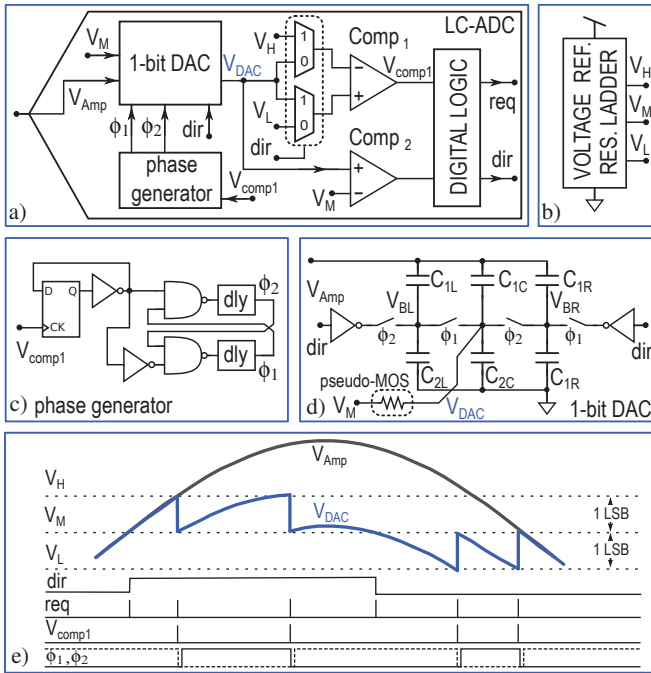 LC-ADC
V_M
1-bit DAC
V_DAC
V_H
1
0
Comp 1
V_comp1
V_Amp
V_L
1
0
ϕ1
ϕ2
dir
dir
Comp 2
V_M
phase generator
V_comp1
DIGITAL LOGIC
req
dir
a)
VOLTAGE REF.
RES. LADDER
V_H
V_M
V_L
b)
D
Q
CK
V_comp1
dly
ϕ2
dly
ϕ1
c) phase generator
V_Amp
C_1L
C_1C
C_1R
V_BL
V_BR
dir
ϕ2
ϕ1
ϕ2
ϕ1
dir
C_2L
C_2C
C_1R
pseudo-MOS
V_M
V_DAC
d)
1-bit DAC
V_Amp
V_H
V_M
V_DAC
1 LSB
V_L
1 LSB
dir
req
V_comp1
ϕ1,ϕ2
e)